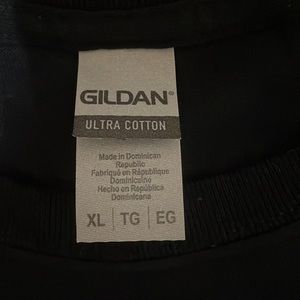 GILDAN®
ULTRA COTTON
Made in Dominican
Republic
Fabriqué en République
Dominicaine
Hecho en República
Dominicana
XL | TG | EG